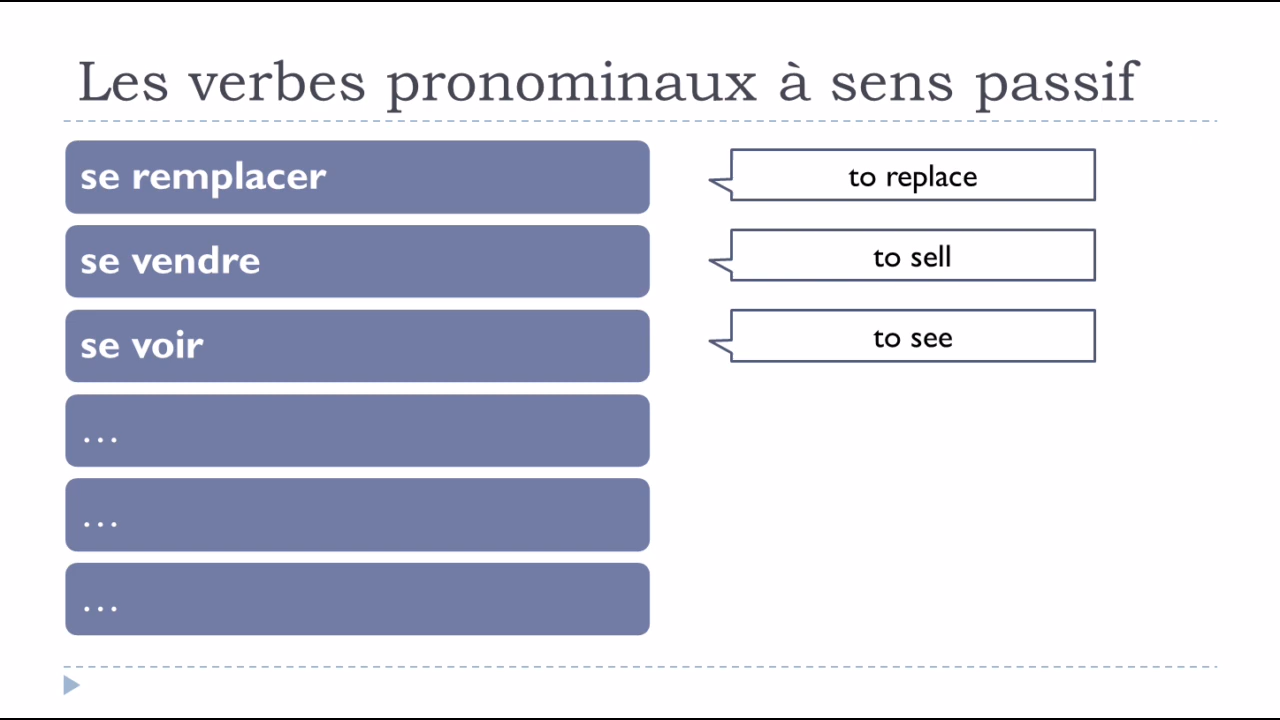 Les verbes pronominaux à sens passif
se remplacer
to replace
se vendre
to sell
se voir
to see
...
...
...